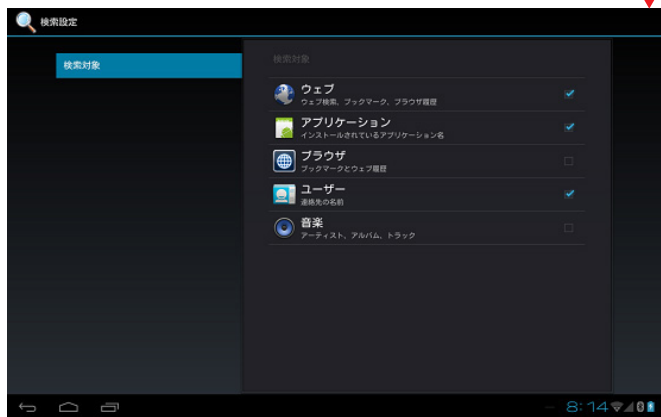 検索設定
検索対象
検索対象
ウェブ
ウェブ検索、ブックマーク、ブラウザ履歴
アプリケーション
インストールされているアプリケーション名
ブラウザ
ブックマークとウェブ履歴
ユーザー
連絡先の名前
音楽
アーティスト、アルバム、トラック
8:14